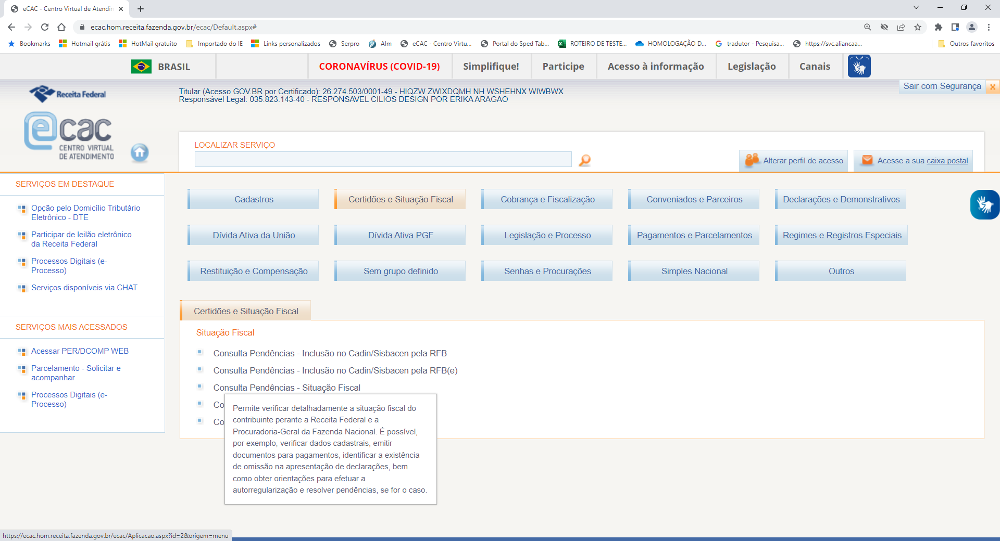 eCAC - Centro Virtual de Atendin
ecac.hom.receita.fazenda.gov.br/ecac/Default.aspx#
Bookmarks
Hotmail grátis
HotMail gratuito
Importado do IE
Links personalizados
Serpro
Alm
eCAC - Centro Virtu...
Portal do Sped Tab...
ROTEIRO DE TESTE...
HOMOLOGAÇÃO D...
tradutor - Pesquisa...
https://svc.aliancaa...
Outros favoritos
BRASIL
CORONAVÍRUS (COVID-19)
Simplifique!
Participe
Acesso à informação
Legislação
Canais
Receita Federal
Titular (Acesso GOV.BR por Certificado): 26.274.503/0001-49 - HIQZW ZWIXDQMH NH WSHEHNX WIWBWX
Responsável Legal: 035.823.143-40 - RESPONSAVEL CILIOS DESIGN POR ERIKA ARAGAO
Sair com Segurança x
ecac
CENTRO VIRTUAL
DE ATENDIMENTO
LOCALIZAR SERVIÇO
Alterar perfil de acesso
Acesse a sua caixa postal
SERVIÇOS EM DESTAQUE
Opção pelo Domicílio Tributário
Eletrônico - DTE
Participar de leilão eletrônico
da Receita Federal
Processos Digitais (e-
Processo)
Serviços disponíveis via CHAT
SERVIÇOS MAIS ACESSADOS
Acessar PER/DCOMP WEB
Parcelamento - Solicitar e
acompanhar
Processos Digitais (e-
Processo)
Cadastros
Certidões e Situação Fiscal
Cobrança e Fiscalização
Conveniados e Parceiros
Declarações e Demonstrativos
Dívida Ativa da União
Dívida Ativa PGF
Legislação e Processo
Pagamentos e Parcelamentos
Regimes e Registros Especiais
Restituição e Compensação
Sem grupo definido
Senhas e Procurações
Simples Nacional
Outros
Certidões e Situação Fiscal
Situação Fiscal
Consulta Pendências - Inclusão no Cadin/Sisbacen pela RFB
Consulta Pendências - Inclusão no Cadin/Sisbacen pela RFB(e)
Consulta Pendências - Situação Fiscal
Co
Co
Permite verificar detalhadamente a situação fiscal do
contribuinte perante a Receita Federal e a
Procuradoria-Geral da Fazenda Nacional. É possível,
por exemplo, verificar dados cadastrais, emitir
documentos para pagamentos, identificar a existência
de omissão na apresentação de declarações, bem
como obter orientações para efetuar a
autorregularização e resolver pendências, se for o caso.
https://ecac.hom.receita.fazenda.gov.br/ecac/Aplicacao.aspx?id=2&origem=menu